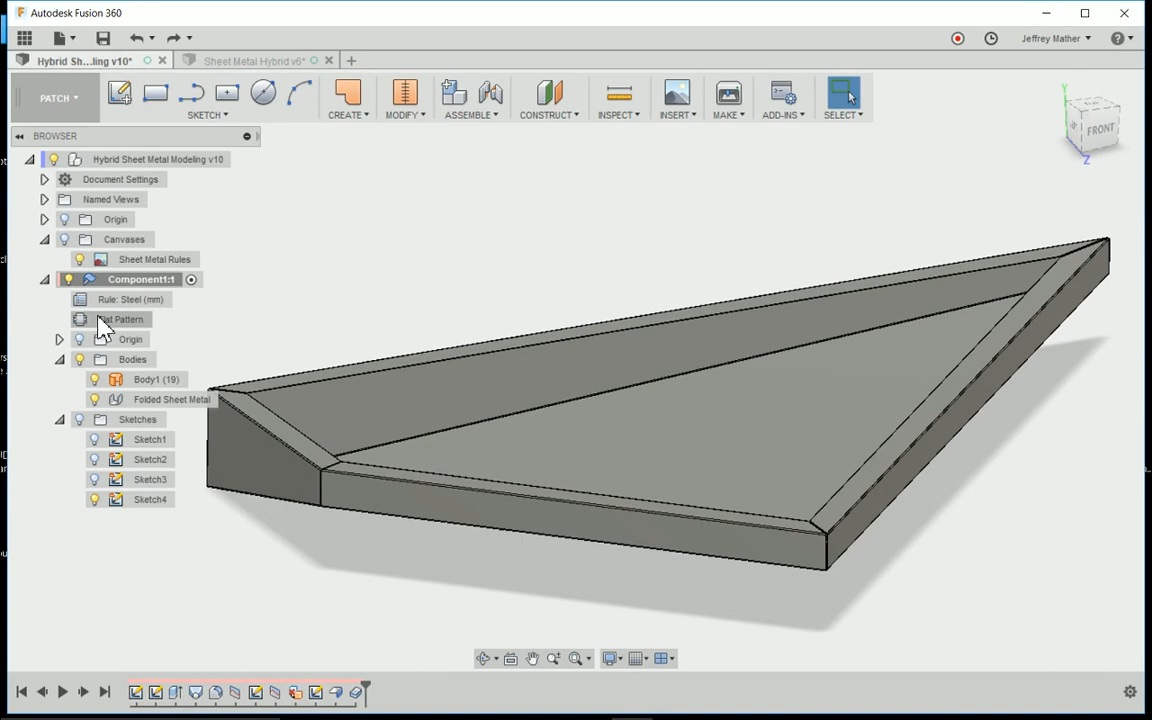 Autodesk Fusion 360
Jeffrey Mather
Hybrid Sh...ling v10*
Sheet Metal Hybrid v6*
PATCH
SKETCH
CREATE
MODIFY
ASSEMBLE
CONSTRUCT
INSPECT
INSERT
MAKE
ADD-INS
SELECT
BROWSER
Y
FRONT
Z
Hybrid Sheet Metal Modeling v10
Document Settings
Named Views
Origin
Canvases
Sheet Metal Rules
Component1:1
Rule: Steel (mm)
Pattern
Origin
Bodies
Body1 (19)
Folded Sheet Metal
Sketches
Sketch1
Sketch2
Sketch3
Sketch4